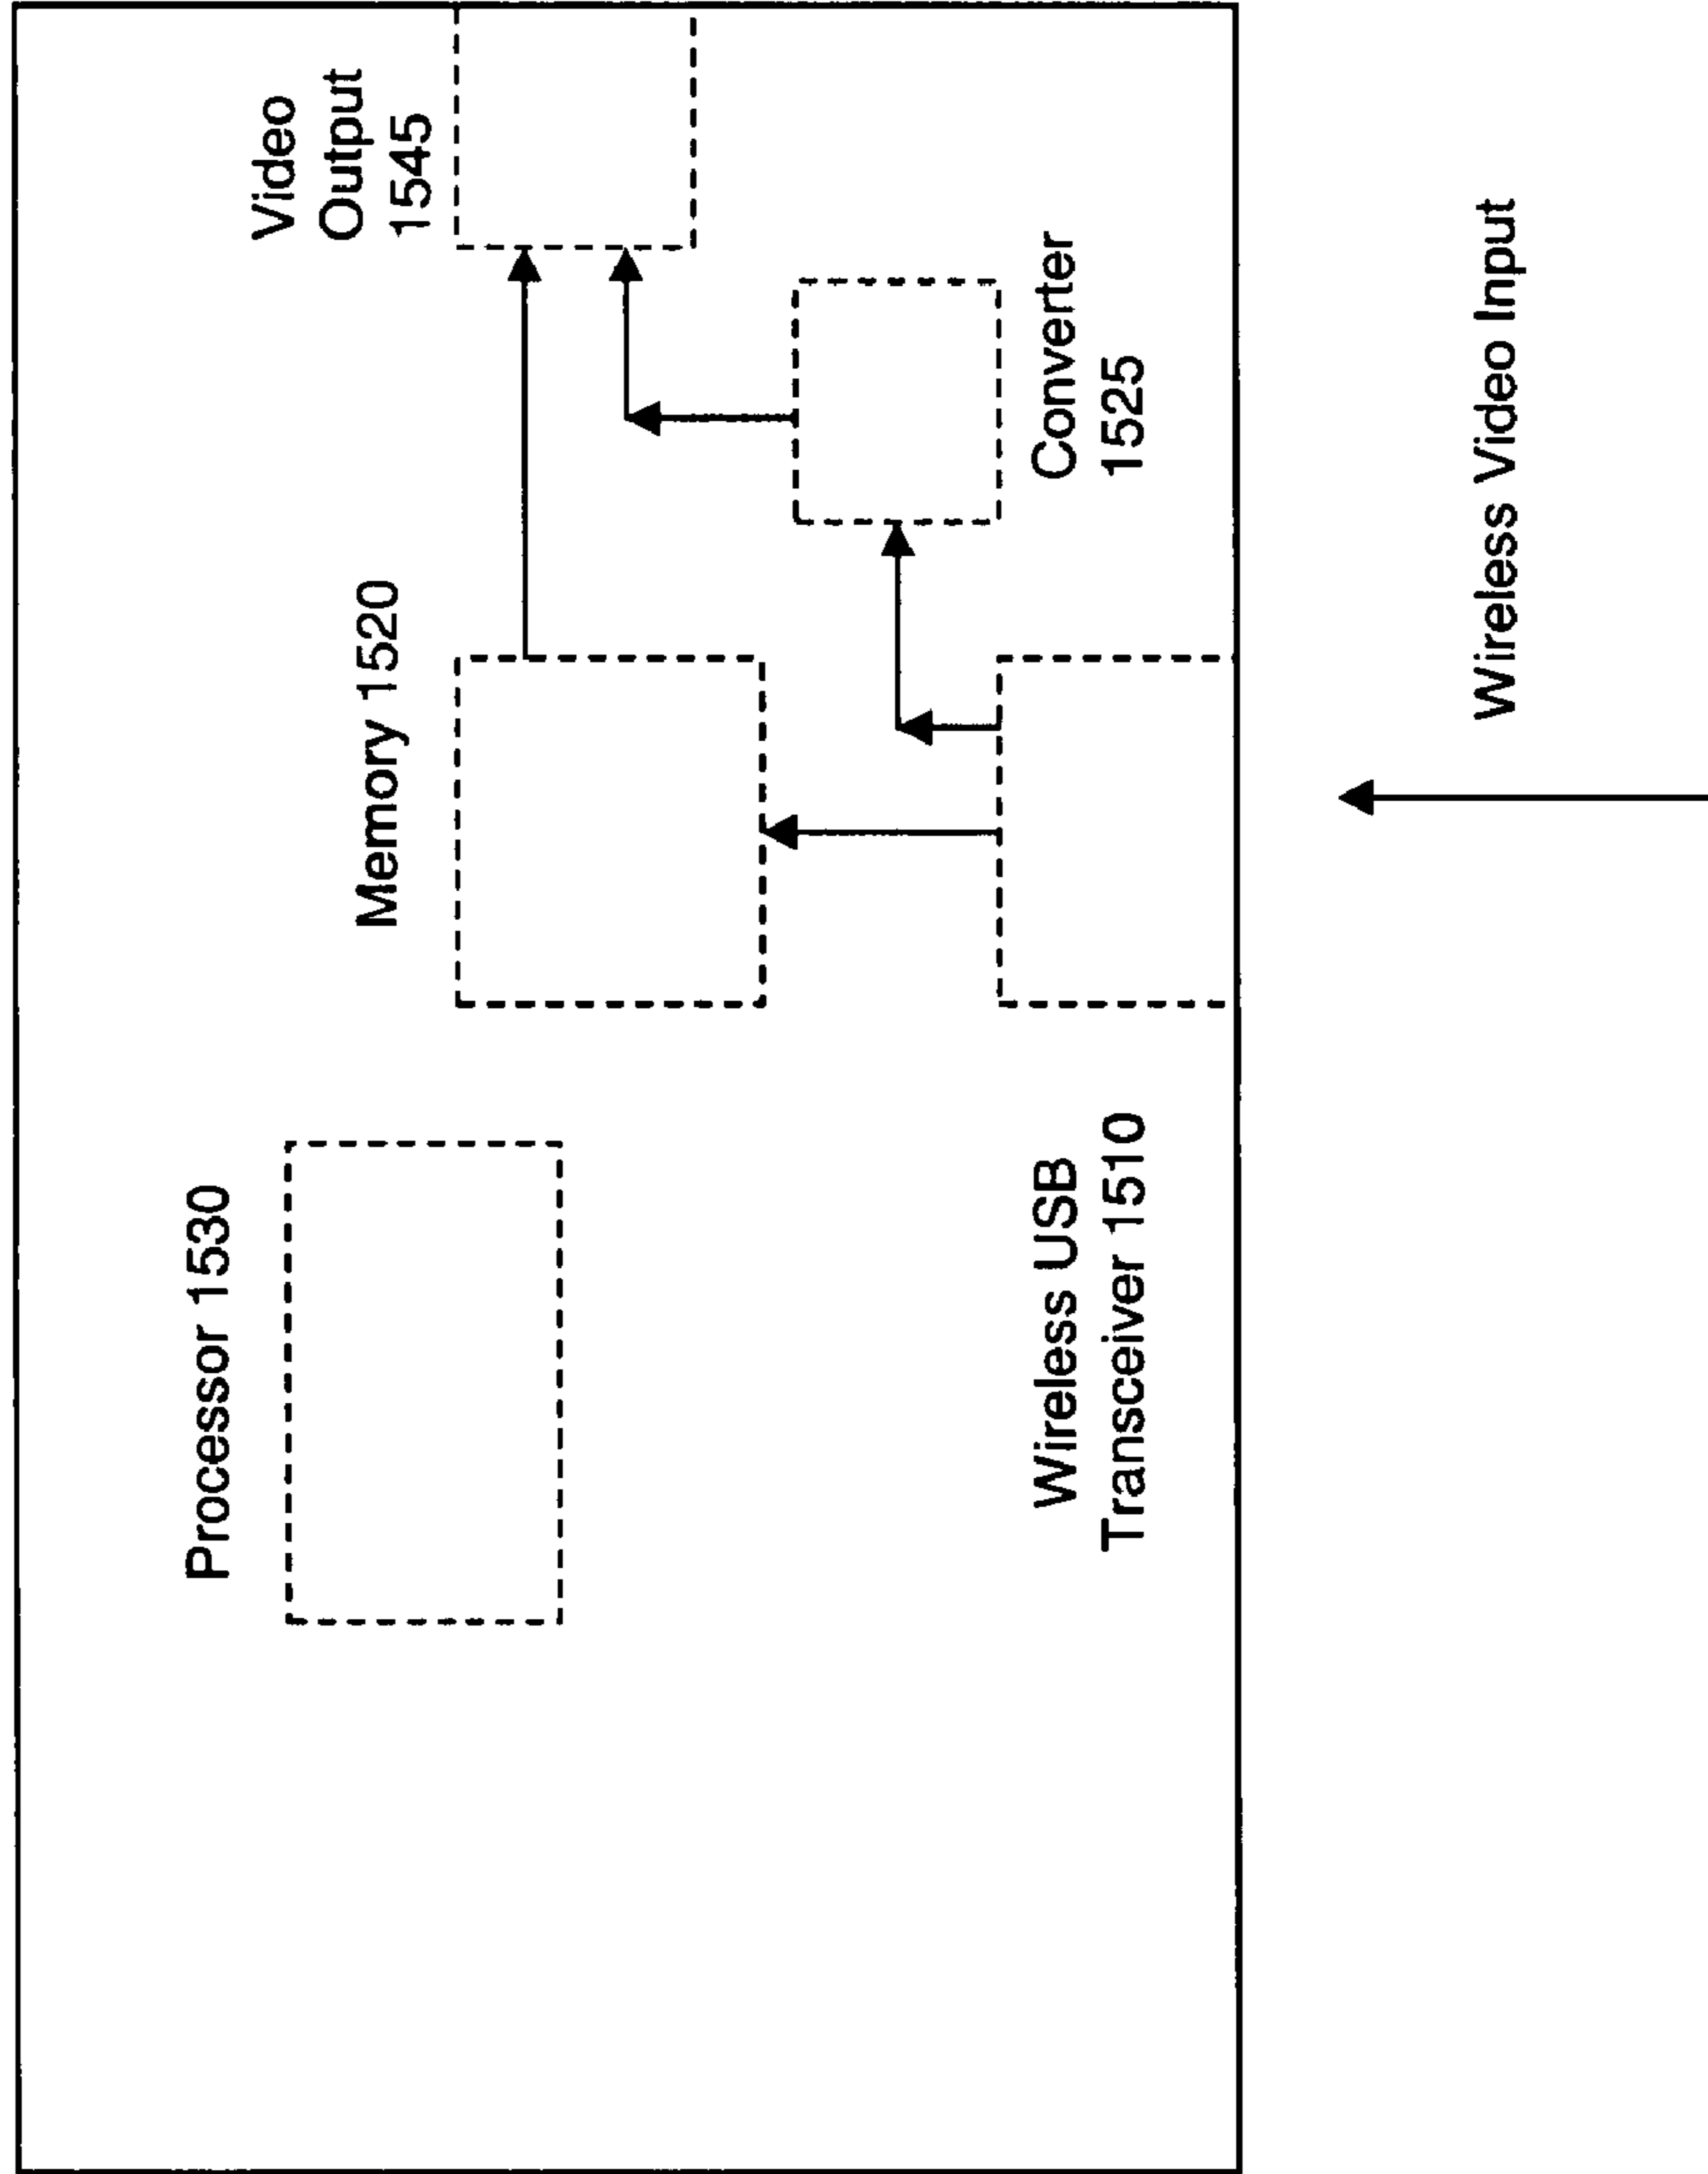 Processor 1530
Memory 1520
Video
Output
1545
Wireless USB
Transceiver 1510
Converter
1525
Wireless Video Input